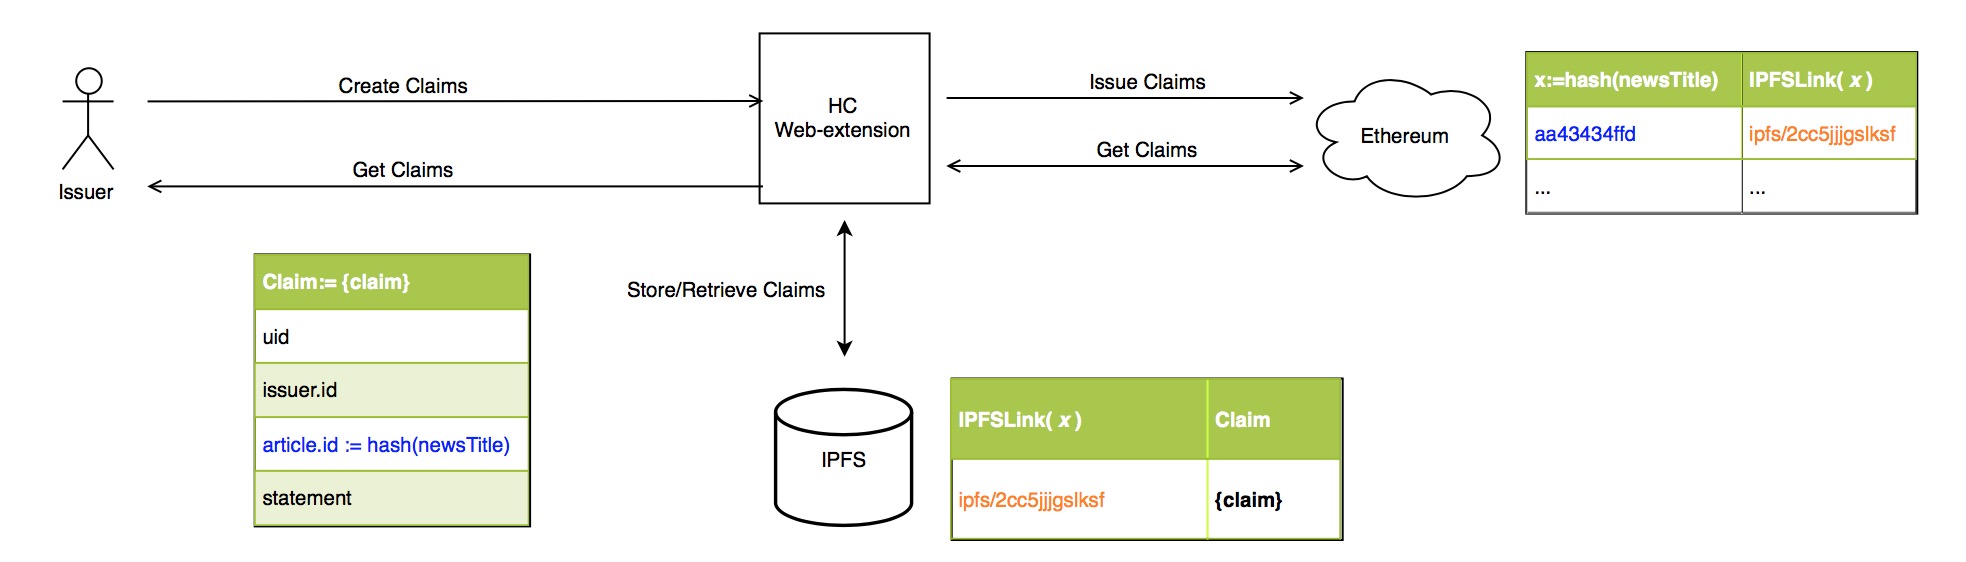 Create Claims
HC
Web-extension
Issue Claims
Ethereum
x:=hash(newsTitle) IPFSLink( x )
aa43434ffd ipfs/2cc5jjjgslksf
... ...
Get Claims
Get Claims
Issuer
Claim:= {claim}
uid
issuer.id
article.id := hash(newsTitle)
statement
Store/Retrieve Claims
IPFS
IPFSLink( x ) Claim
ipfs/2cc5jjjgslksf {claim}